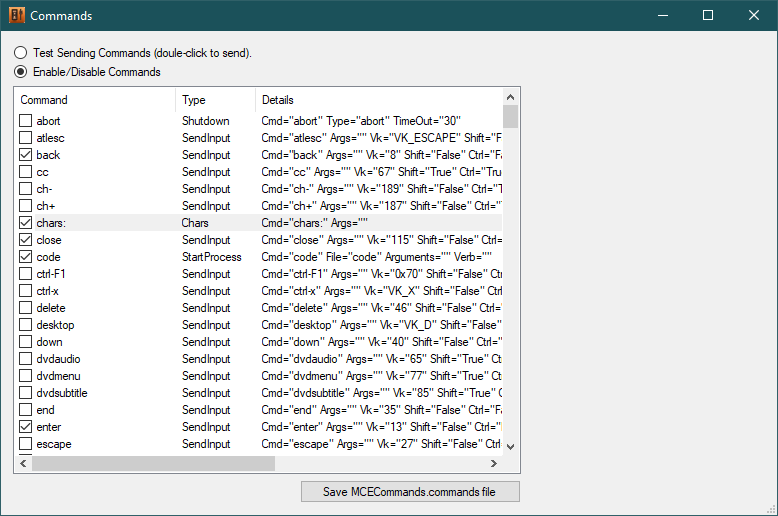 Commands
Test Sending Commands (doule-click to send).
Enable/Disable Commands
Command Type Details
abort Shutdown Cmd="abort" Type="abort" TimeOut="30"
atlesc SendInput Cmd="atlesc" Args="" Vk="VK_ESCAPE" Shift="F
back SendInput Cmd="back" Args="" Vk="8" Shift="False" Ctrl="Fa
cc SendInput Cmd="cc" Args="" Vk="67" Shift="True" Ctrl="Tru
ch- SendInput Cmd="ch-" Args="" Vk="189" Shift="False" Ctrl="T
ch+ SendInput Cmd="ch+" Args="" Vk="187" Shift="False" Ctrl="
chars: Chars Cmd="chars:" Args=""
close SendInput Cmd="close" Args="" Vk="115" Shift="False" Ctrl=
code StartProcess Cmd="code" File="code" Arguments="" Verb=""
ctrl-F1 SendInput Cmd="ctrl-F1" Args="" Vk="0x70" Shift="False" Ctrl
ctrl-x SendInput Cmd="ctrl-x" Args="" Vk="VK_X" Shift="False" Ctrl
delete SendInput Cmd="delete" Args="" Vk="46" Shift="False" Ctrl=
desktop SendInput Cmd="desktop" Args="" Vk="VK_D" Shift="False"
down SendInput Cmd="down" Args="" Vk="40" Shift="False" Ctrl=
dvdaudio SendInput Cmd="dvdaudio" Args="" Vk="65" Shift="True" Ct
dvdmenu SendInput Cmd="dvdmenu" Args="" Vk="77" Shift="True" Ct
dvdsubtitle SendInput Cmd="dvdsubtitle" Args="" Vk="85" Shift="True" C
end SendInput Cmd="end" Args="" Vk="35" Shift="False" Ctrl="Fa
enter SendInput Cmd="enter" Args="" Vk="13" Shift="False" Ctrl="
escape SendInput Cmd="escape" Args="" Vk="27" Shift="False" Ctrl
Save MCECommands.commands file